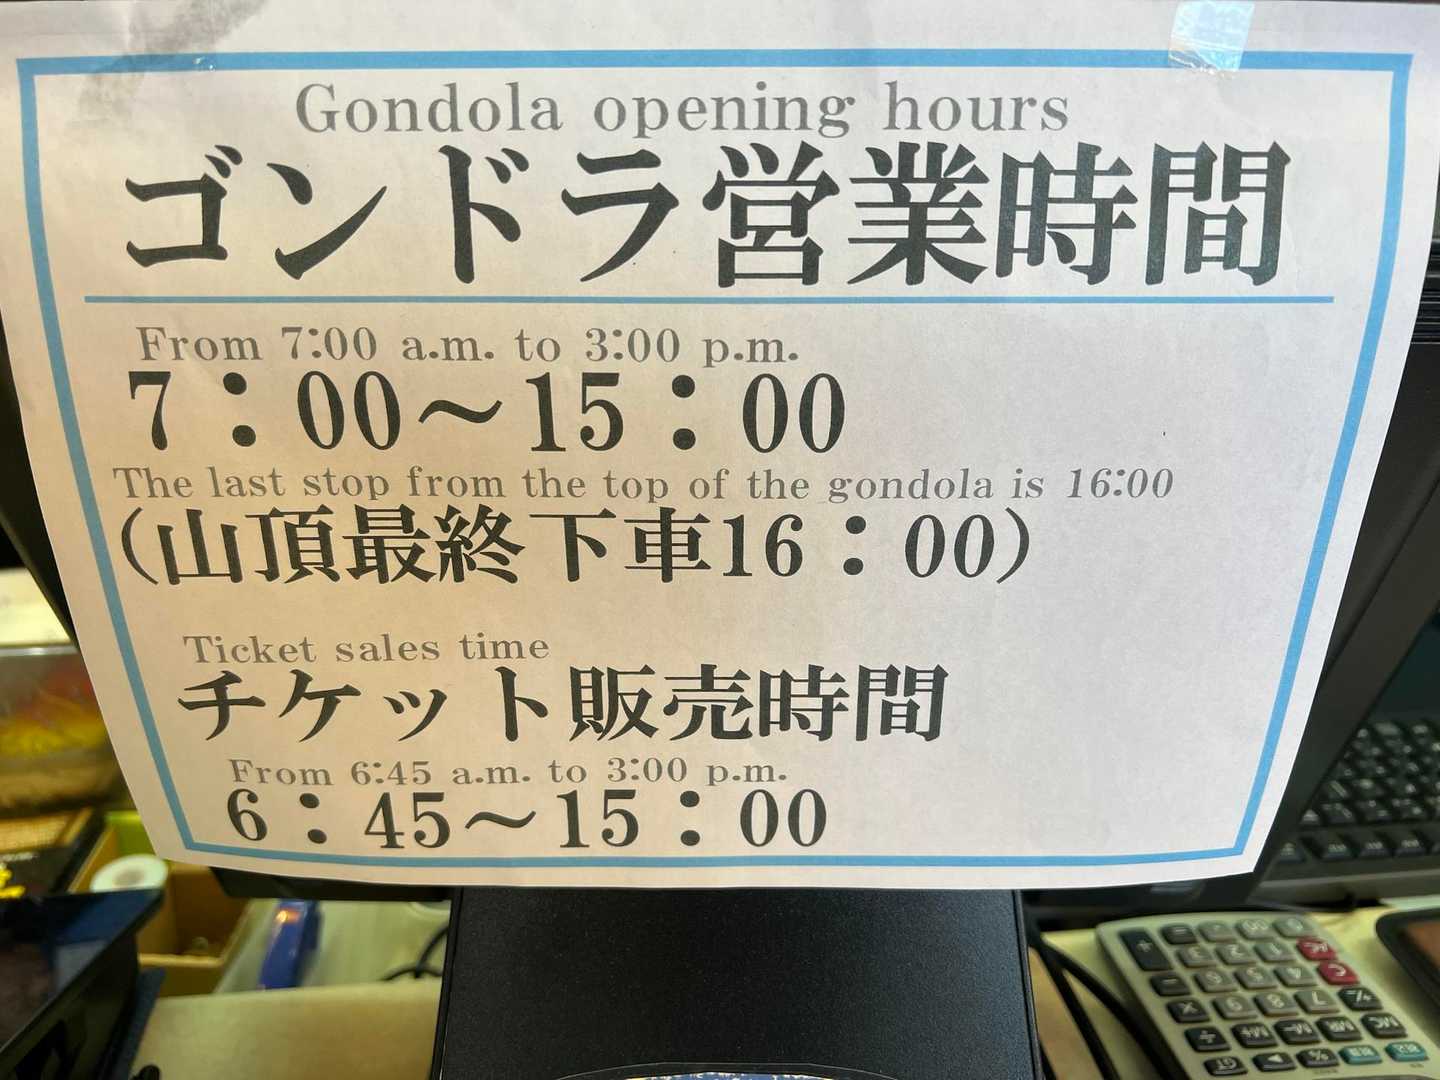 Gondola opening hours
ゴンドラ営業時間
From 7:00 a.m. to 3:00 p.m.
7：00～15：00
The last stop from the top of the gondola is 16:00
（山頂最終下車16：00）
Ticket sales time
チケット販売時間
From 6:45 a.m. to 3:00 p.m.
6：45～15：00